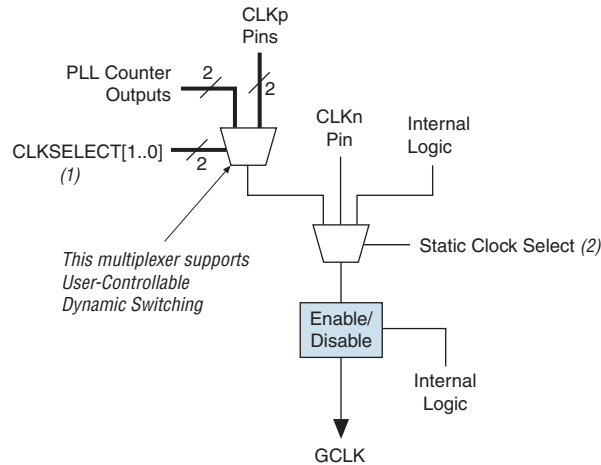 CLKp
Pins
PLL Counter
Outputs
2
2
CLKn
Pin
Internal
Logic
CLKSELECT[1..0]
(1)
2
Static Clock Select (2)
This multiplexer supports
User-Controllable
Dynamic Switching
Enable/
Disable
Internal
Logic
GCLK